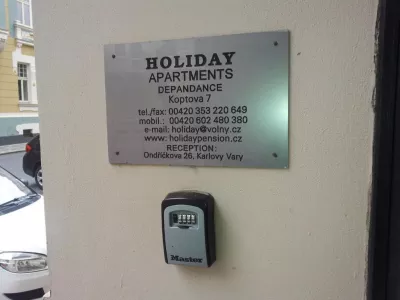 HOLIDAY
APARTMENTS
DEPANDANCE
Koptova 7
tel./fax: 00420 353 220 649
mobil.: 00420 602 480 380
e-mail: holiday@volny.cz
www: holidaypension.cz
RECEPTION:
Ondříčkova 26, Karlovy Vary
Master